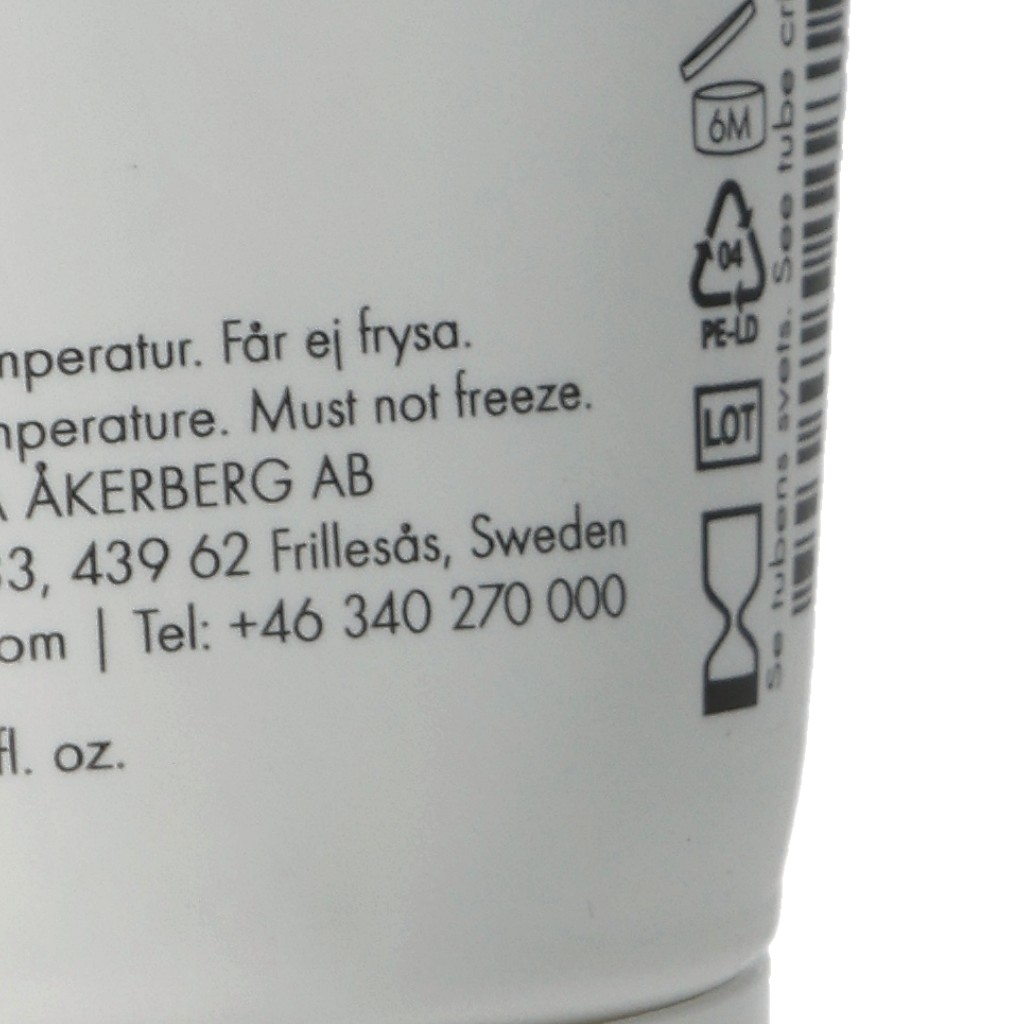 mperatur. Får ej frysa.
mperature. Must not freeze.
ÅKERBERG AB
3, 439 62 Frillesås, Sweden
om | Tel: +46 340 270 000
fl. oz.
6M
04
PE-LD
LOT
Se tubens svets. See tube cri